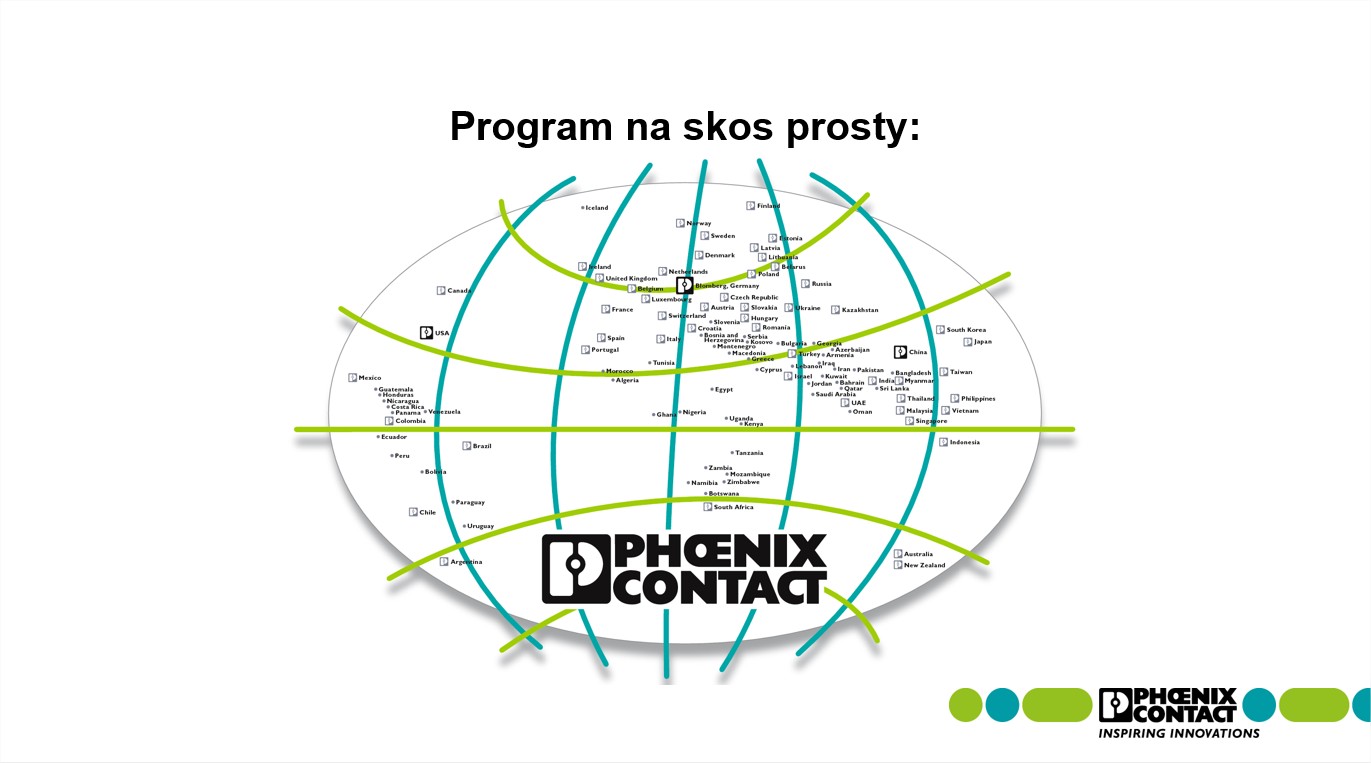 Program na skos prosty:
Iceland
Finland
Norway
Sweden
Estonia
Latvia
Denmark
Lithuania
Ireland
Netherlands
Belarus
Poland
United Kingdom
Belgium
Blomberg, Germany
Russia
Canada
Luxembourg
Czech Republic
France
Austria
Slovakia
Ukraine
Kazakhstan
Switzerland
Slovenia
Hungary
Croatia
Romania
USA
South Korea
Spain
Italy
Bosnia and
Herzegovina
Serbia
Kosovo
Bulgaria
Georgia
Japan
Portugal
Montenegro
Macedonia
Turkey
Azerbaijan
Armenia
China
Greece
Tunisia
Morocco
Cyprus
Lebanon
Iraq
Iran
Pakistan
Bangladesh
Taiwan
Mexico
Algeria
Israel
Kuwait
Jordan
Bahrain
India
Myanmar
Guatemala
Honduras
Egypt
Qatar
Sri Lanka
Saudi Arabia
Nicaragua
UAE
Thailand
Philippines
Costa Rica
Panama
Venezuela
Ghana
Nigeria
Oman
Malaysia
Vietnam
Colombia
Uganda
Kenya
Singapore
Ecuador
Brazil
Indonesia
Peru
Tanzania
Bolivia
Zambia
Mozambique
Namibia
Zimbabwe
Botswana
Paraguay
South Africa
Chile
Uruguay
Argentina
Australia
New Zealand
PHŒNIX
CONTACT
PHŒNIX
CONTACT
INSPIRING INNOVATIONS